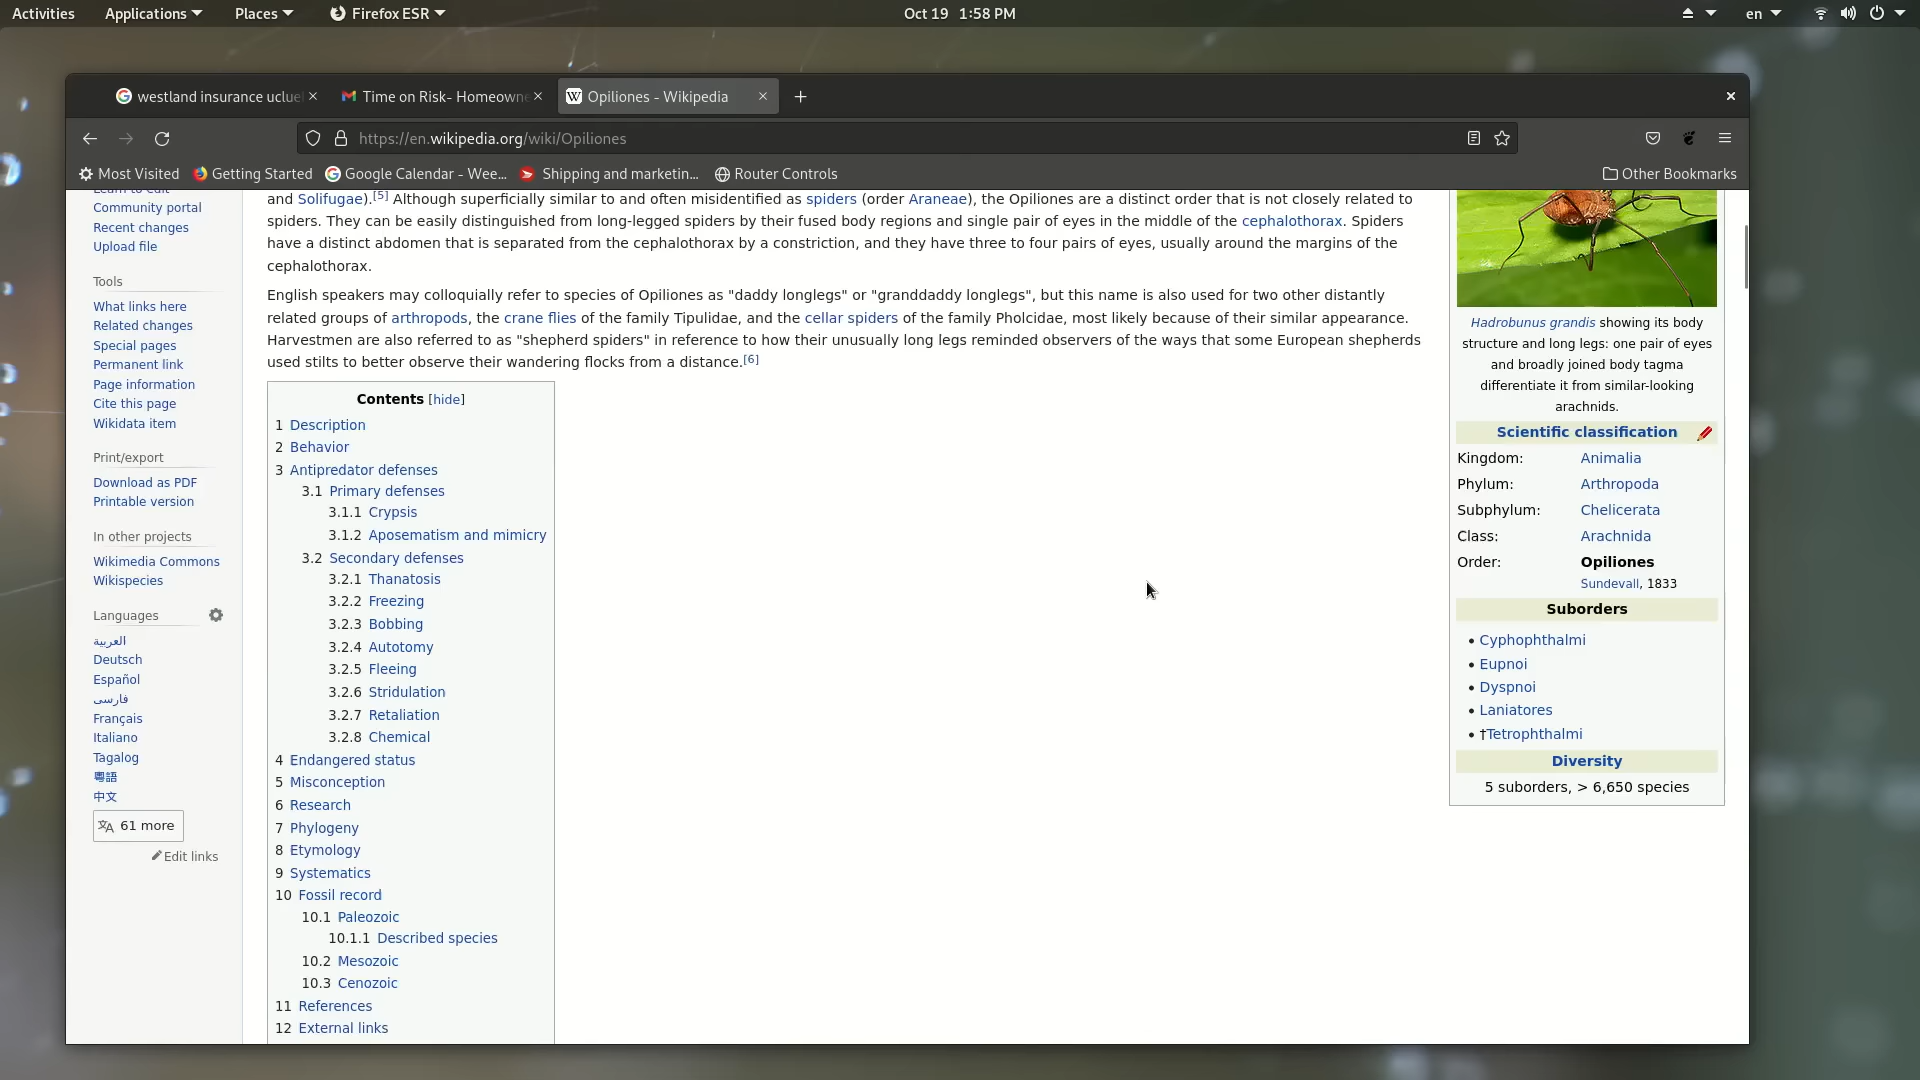 Activities Applications Places Firefox ESR Oct 19 1:58 PM en
westland insurance uclue Time on Risk- Homeowne Opiliones - Wikipedia
https://en.wikipedia.org/wiki/Opiliones
Most Visited Getting Started Google Calendar - Wee... Shipping and marketin... Router Controls Other Bookmarks
Learn to edit
Community portal
Recent changes
Upload file
Tools
What links here
Related changes
Special pages
Permanent link
Page information
Cite this page
Wikidata item
Print/export
Download as PDF
Printable version
In other projects
Wikimedia Commons
Wikispecies
Languages
العربية
Deutsch
Español
فارسی
Français
Italiano
Tagalog
粵語
中文
61 more
Edit links
and Solifugae).[5] Although superficially similar to and often misidentified as spiders (order Araneae), the Opiliones are a distinct order that is not closely related to
spiders. They can be easily distinguished from long-legged spiders by their fused body regions and single pair of eyes in the middle of the cephalothorax. Spiders
have a distinct abdomen that is separated from the cephalothorax by a constriction, and they have three to four pairs of eyes, usually around the margins of the
cephalothorax.
English speakers may colloquially refer to species of Opiliones as "daddy longlegs" or "granddaddy longlegs", but this name is also used for two other distantly
related groups of arthropods, the crane flies of the family Tipulidae, and the cellar spiders of the family Pholcidae, most likely because of their similar appearance.
Harvestmen are also referred to as "shepherd spiders" in reference to how their unusually long legs reminded observers of the ways that some European shepherds
used stilts to better observe their wandering flocks from a distance.[6]
Contents [hide]
1 Description
2 Behavior
3 Antipredator defenses
3.1 Primary defenses
3.1.1 Crypsis
3.1.2 Aposematism and mimicry
3.2 Secondary defenses
3.2.1 Thanatosis
3.2.2 Freezing
3.2.3 Bobbing
3.2.4 Autotomy
3.2.5 Fleeing
3.2.6 Stridulation
3.2.7 Retaliation
3.2.8 Chemical
4 Endangered status
5 Misconception
6 Research
7 Phylogeny
8 Etymology
9 Systematics
10 Fossil record
10.1 Paleozoic
10.1.1 Described species
10.2 Mesozoic
10.3 Cenozoic
11 References
12 External links
Hadrobunus grandis showing its body
structure and long legs: one pair of eyes
and broadly joined body tagma
differentiate it from similar-looking
arachnids.
Scientific classification
Kingdom: Animalia
Phylum: Arthropoda
Subphylum: Chelicerata
Class: Arachnida
Order: Opiliones
Sundevall, 1833
Suborders
• Cyphophthalmi
• Eupnoi
• Dyspnoi
• Laniatores
• †Tetrophthalmi
Diversity
5 suborders, > 6,650 species